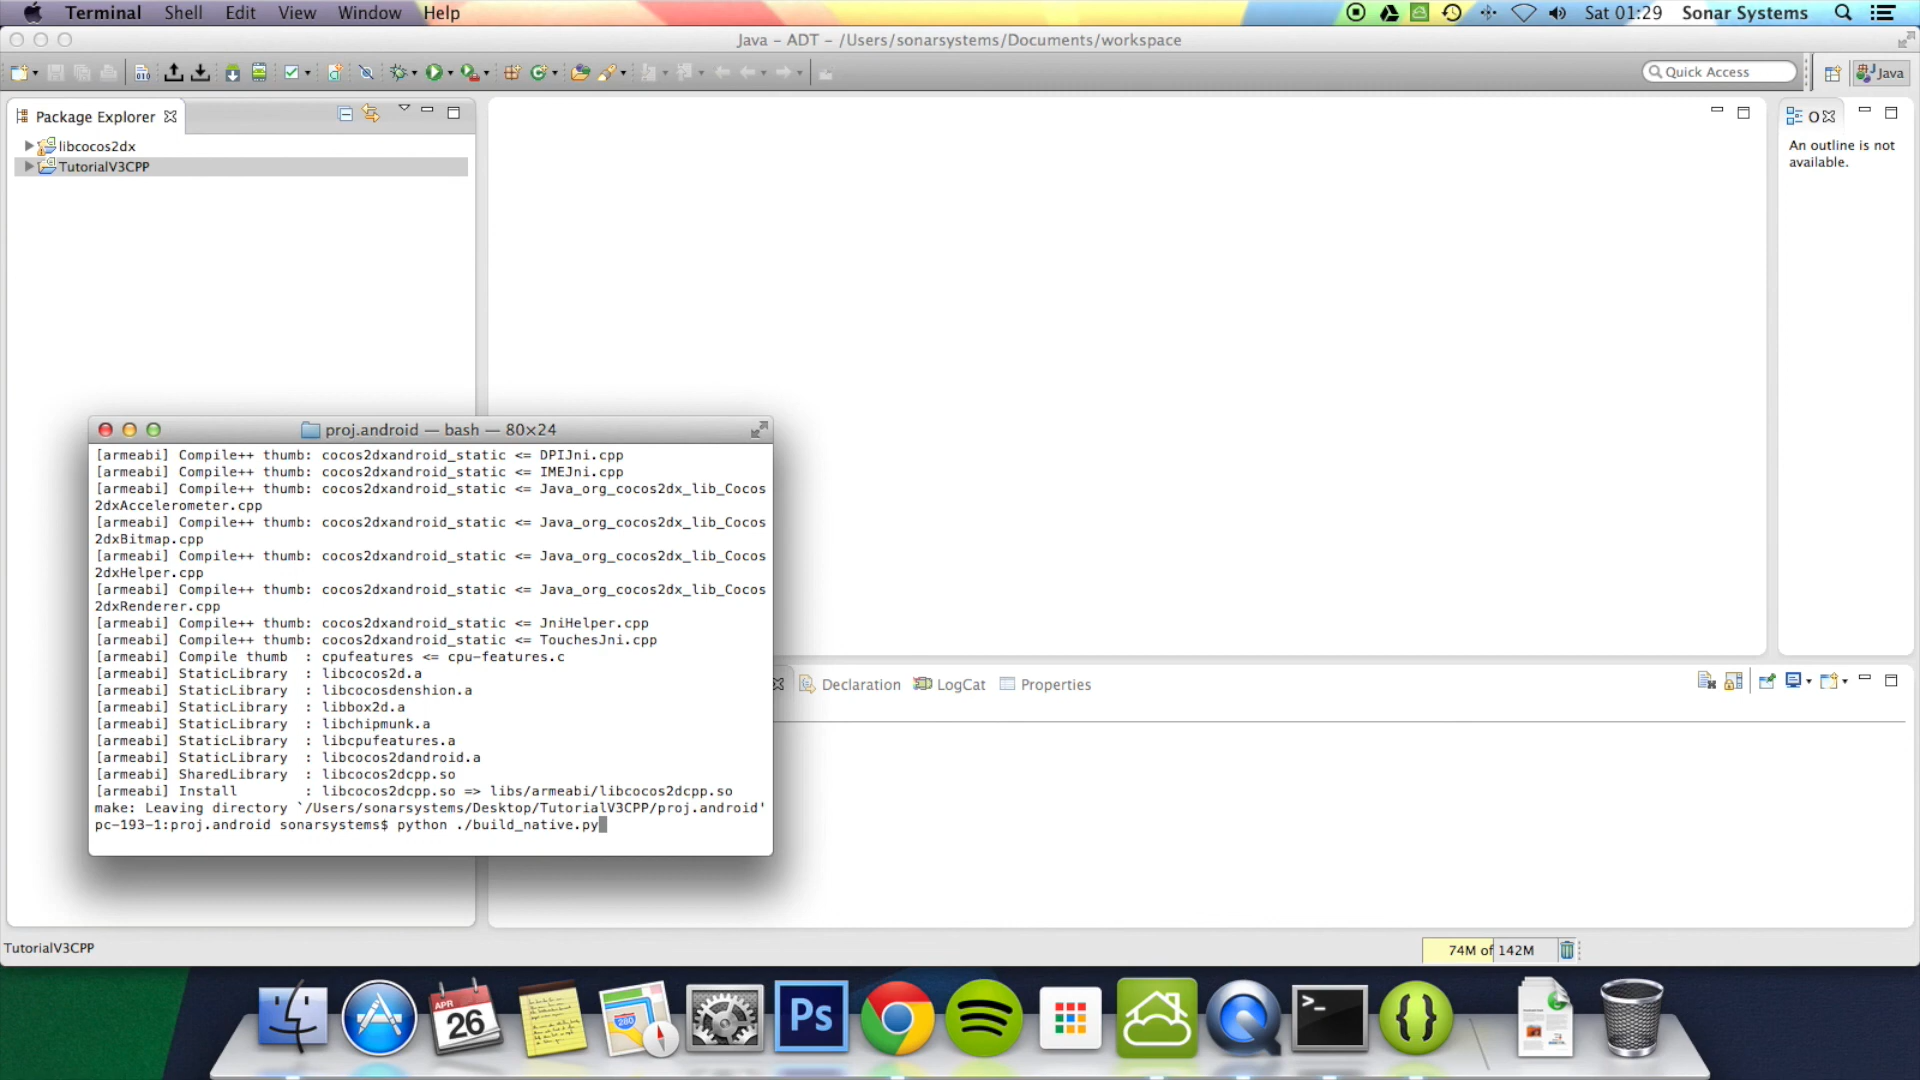 Terminal Shell Edit View Window Help Sat 01:29 Sonar Systems
Java – ADT – /Users/sonarsystems/Documents/workspace
Quick Access Java
Package Explorer O
libcocos2dx
TutorialV3CPP
An outline is not
available.
proj.android — bash — 80×24
[armeabi] Compile++ thumb: cocos2dxandroid_static <= DPIJni.cpp
[armeabi] Compile++ thumb: cocos2dxandroid_static <= IMEJni.cpp
[armeabi] Compile++ thumb: cocos2dxandroid_static <= Java_org_cocos2dx_lib_Cocos
2dxAccelerometer.cpp
[armeabi] Compile++ thumb: cocos2dxandroid_static <= Java_org_cocos2dx_lib_Cocos
2dxBitmap.cpp
[armeabi] Compile++ thumb: cocos2dxandroid_static <= Java_org_cocos2dx_lib_Cocos
2dxHelper.cpp
[armeabi] Compile++ thumb: cocos2dxandroid_static <= Java_org_cocos2dx_lib_Cocos
2dxRenderer.cpp
[armeabi] Compile++ thumb: cocos2dxandroid_static <= JniHelper.cpp
[armeabi] Compile++ thumb: cocos2dxandroid_static <= TouchesJni.cpp
[armeabi] Compile thumb  : cpufeatures <= cpu-features.c
[armeabi] StaticLibrary  : libcocos2d.a
[armeabi] StaticLibrary  : libcocosdenshion.a
[armeabi] StaticLibrary  : libbox2d.a
[armeabi] StaticLibrary  : libchipmunk.a
[armeabi] StaticLibrary  : libcpufeatures.a
[armeabi] StaticLibrary  : libcocos2dandroid.a
[armeabi] SharedLibrary  : libcocos2dcpp.so
[armeabi] Install        : libcocos2dcpp.so => libs/armeabi/libcocos2dcpp.so
make: Leaving directory `/Users/sonarsystems/Desktop/TutorialV3CPP/proj.android'
pc-193-1:proj.android sonarsystems$ python ./build_native.py
Declaration LogCat Properties
TutorialV3CPP
74M of 142M
APR
26
280
Ps
>_
{}